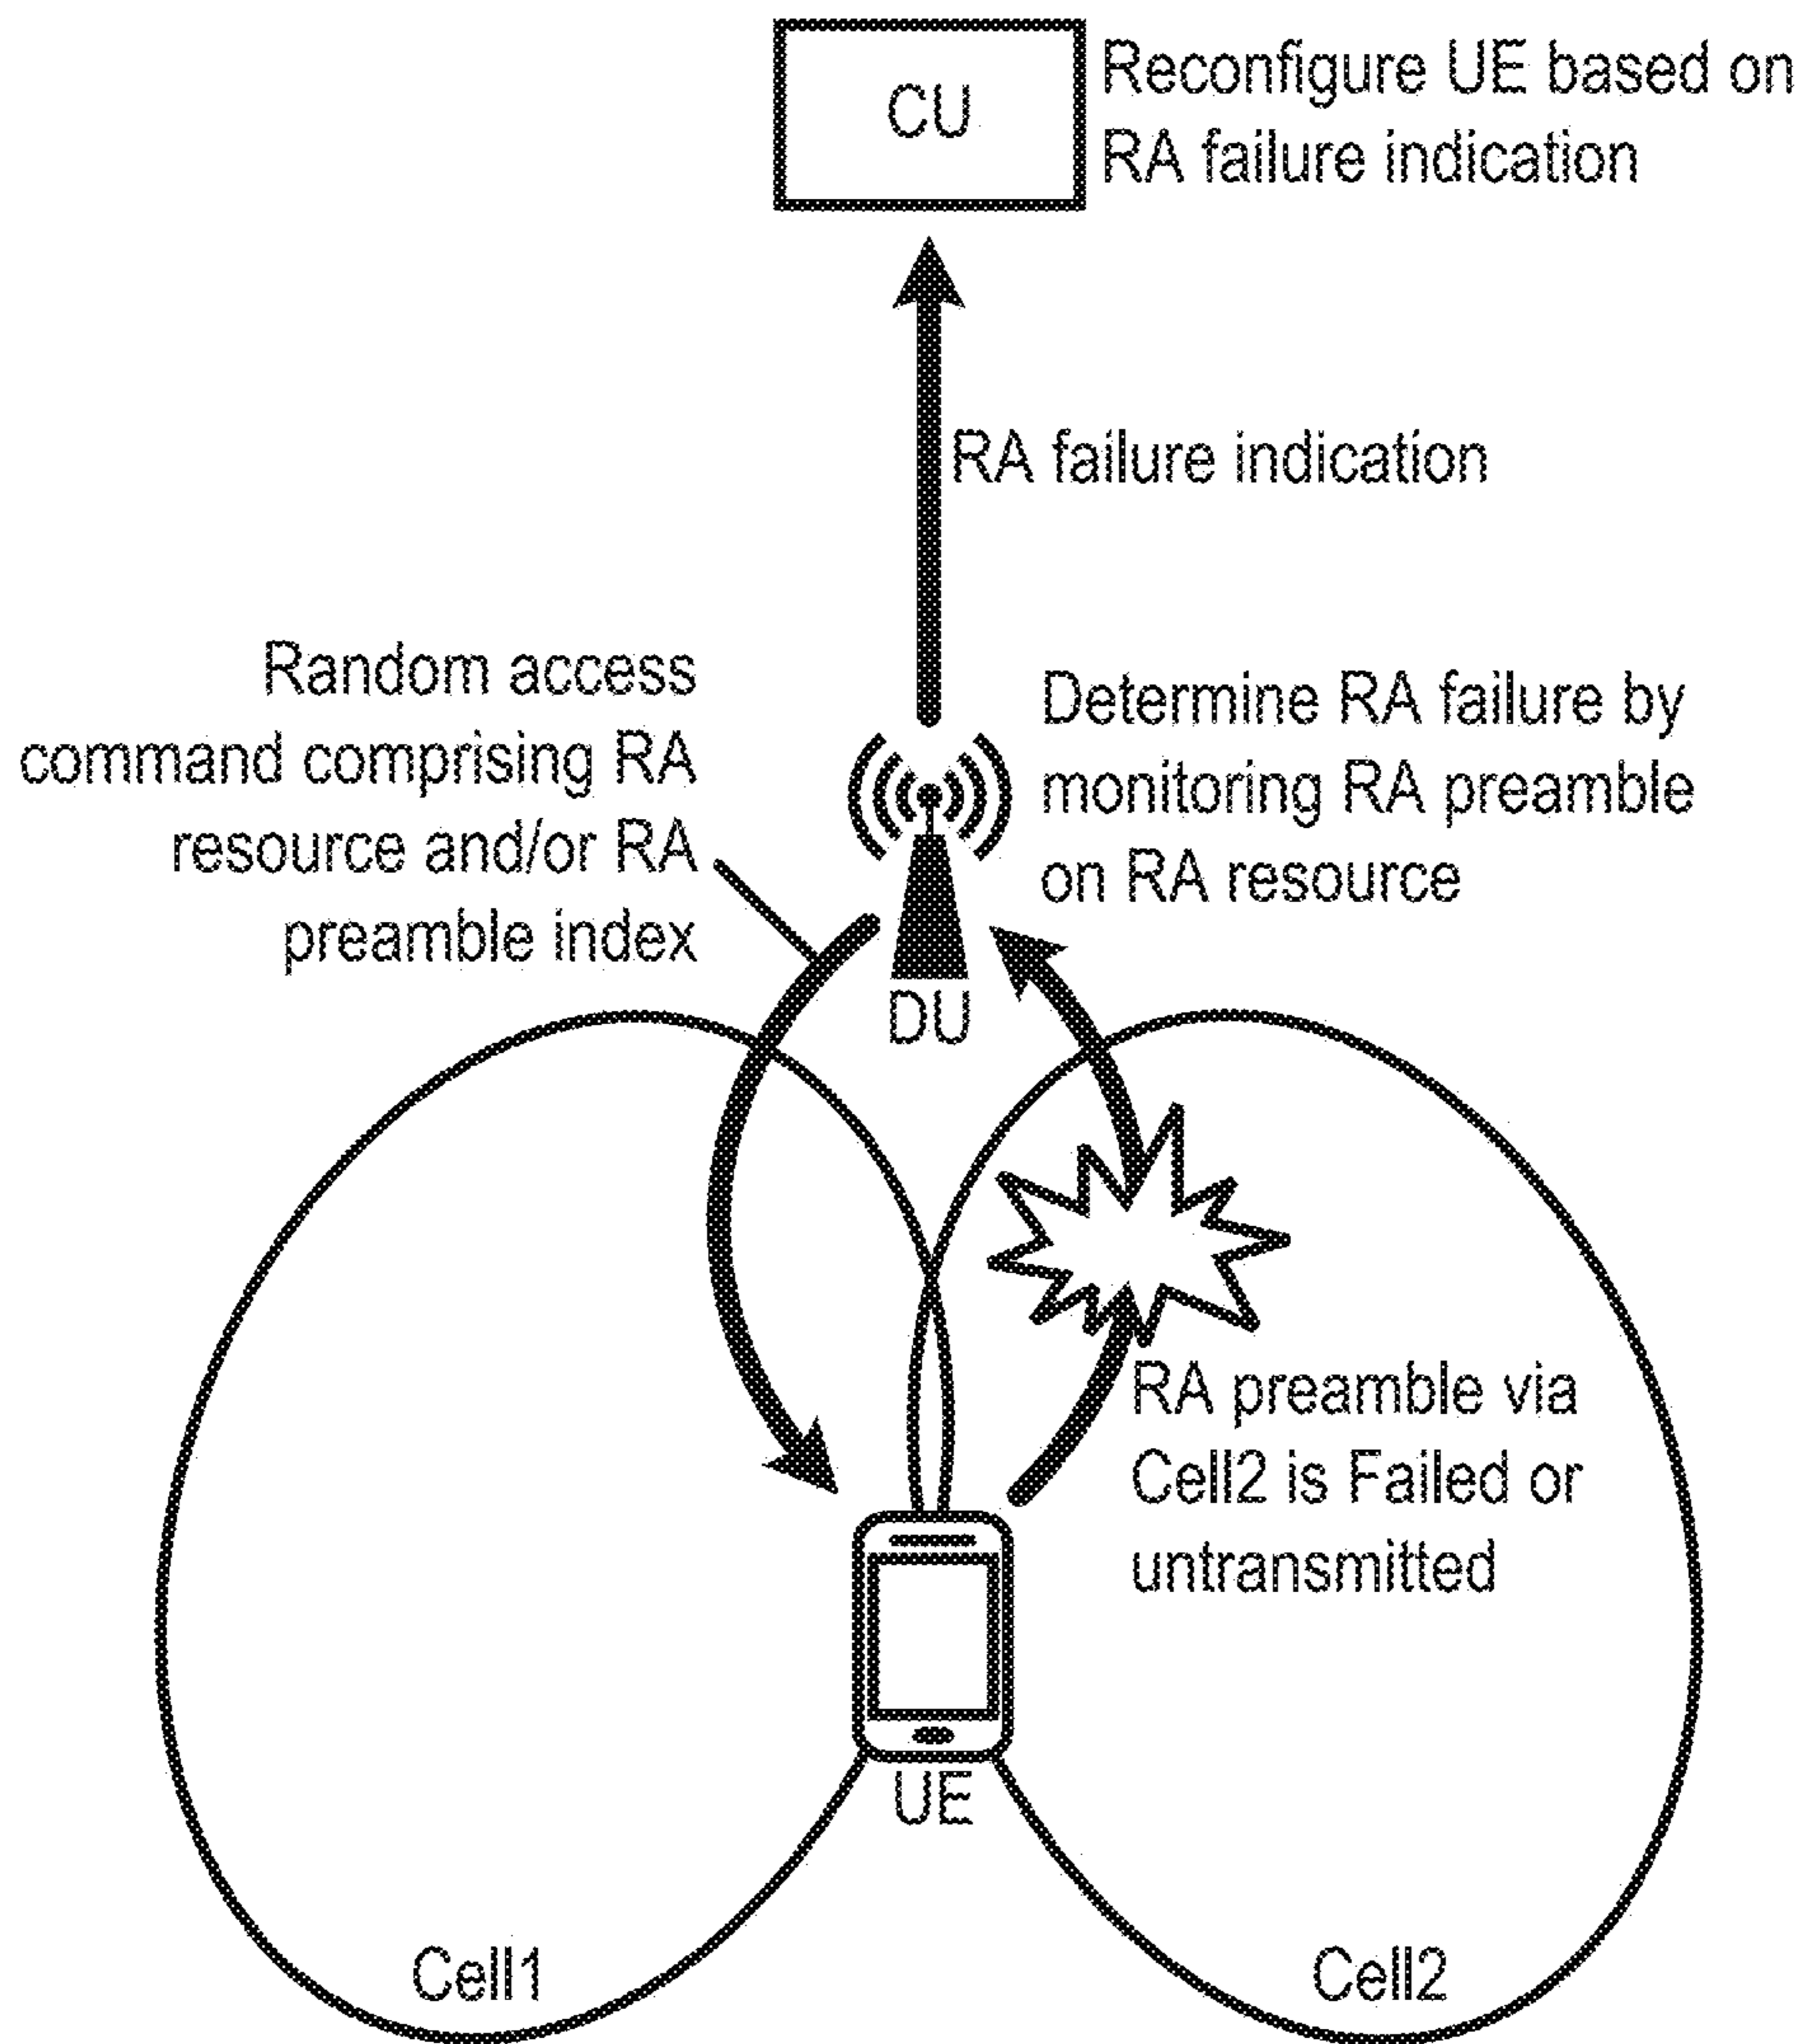 CU
Reconfigure UE based on
RA failure indication
RA failure indication
Random access
command comprising RA
resource and/or RA
preamble index
Determine RA failure by
monitoring RA preamble
on RA resource
DU
RA preamble via
Cell2 is Failed or
untransmitted
UE
Cell1
Cell2